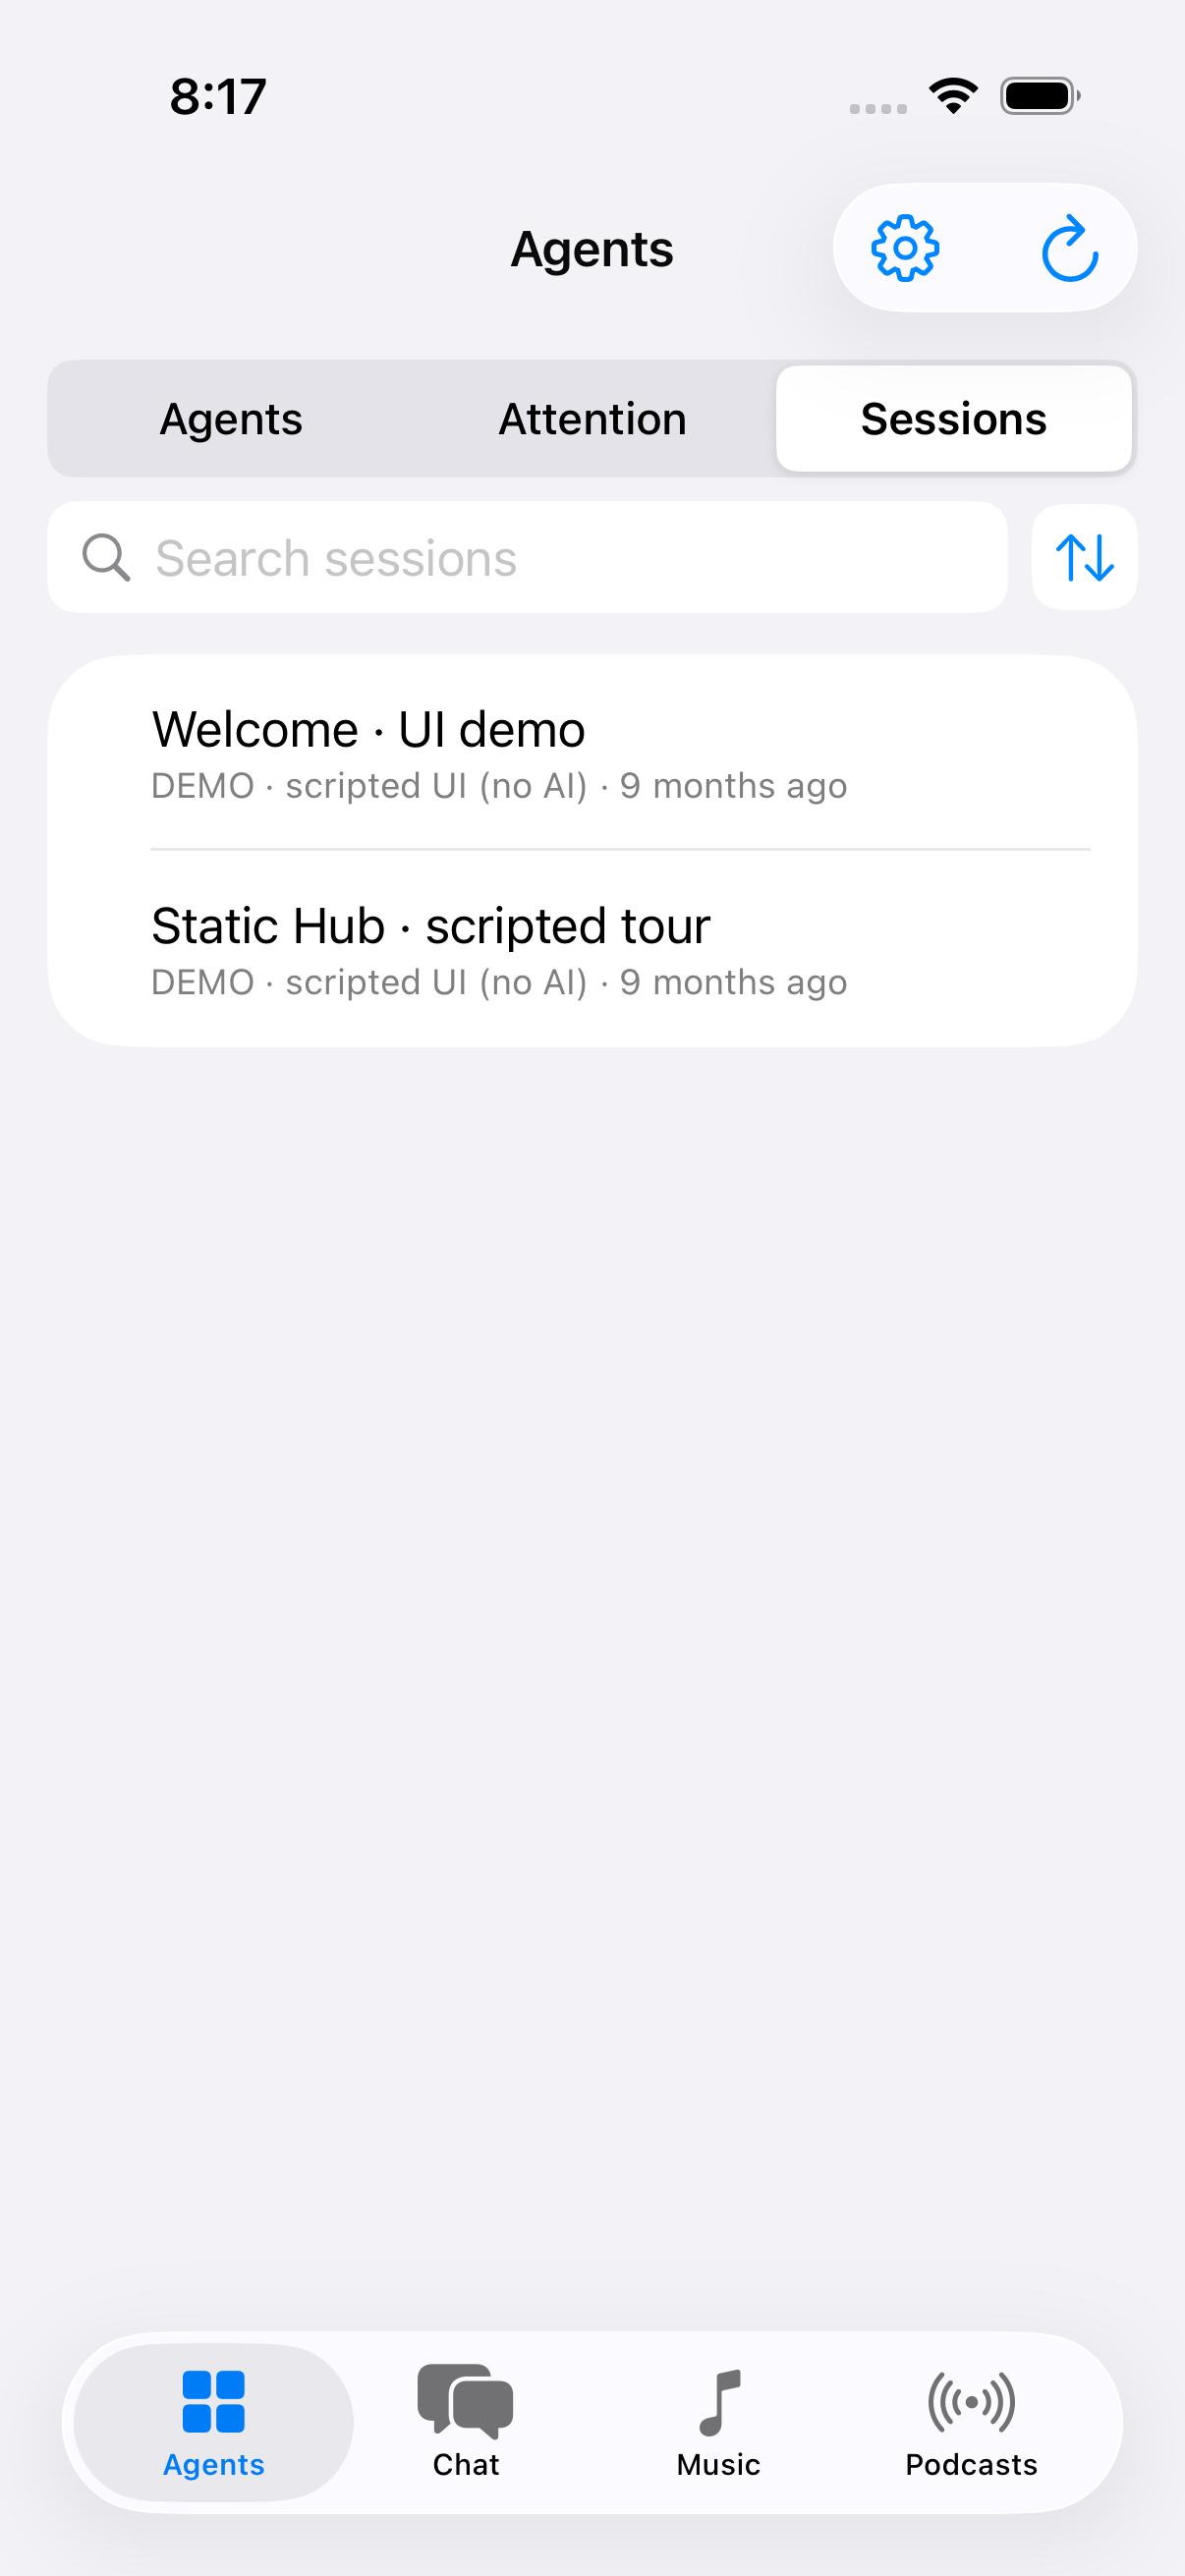 8:17
Agents
Agents
Attention
Sessions
Search sessions
Welcome · UI demo
DEMO · scripted UI (no AI) · 9 months ago
Static Hub · scripted tour
DEMO · scripted UI (no AI) · 9 months ago
Agents
Chat
Music
Podcasts